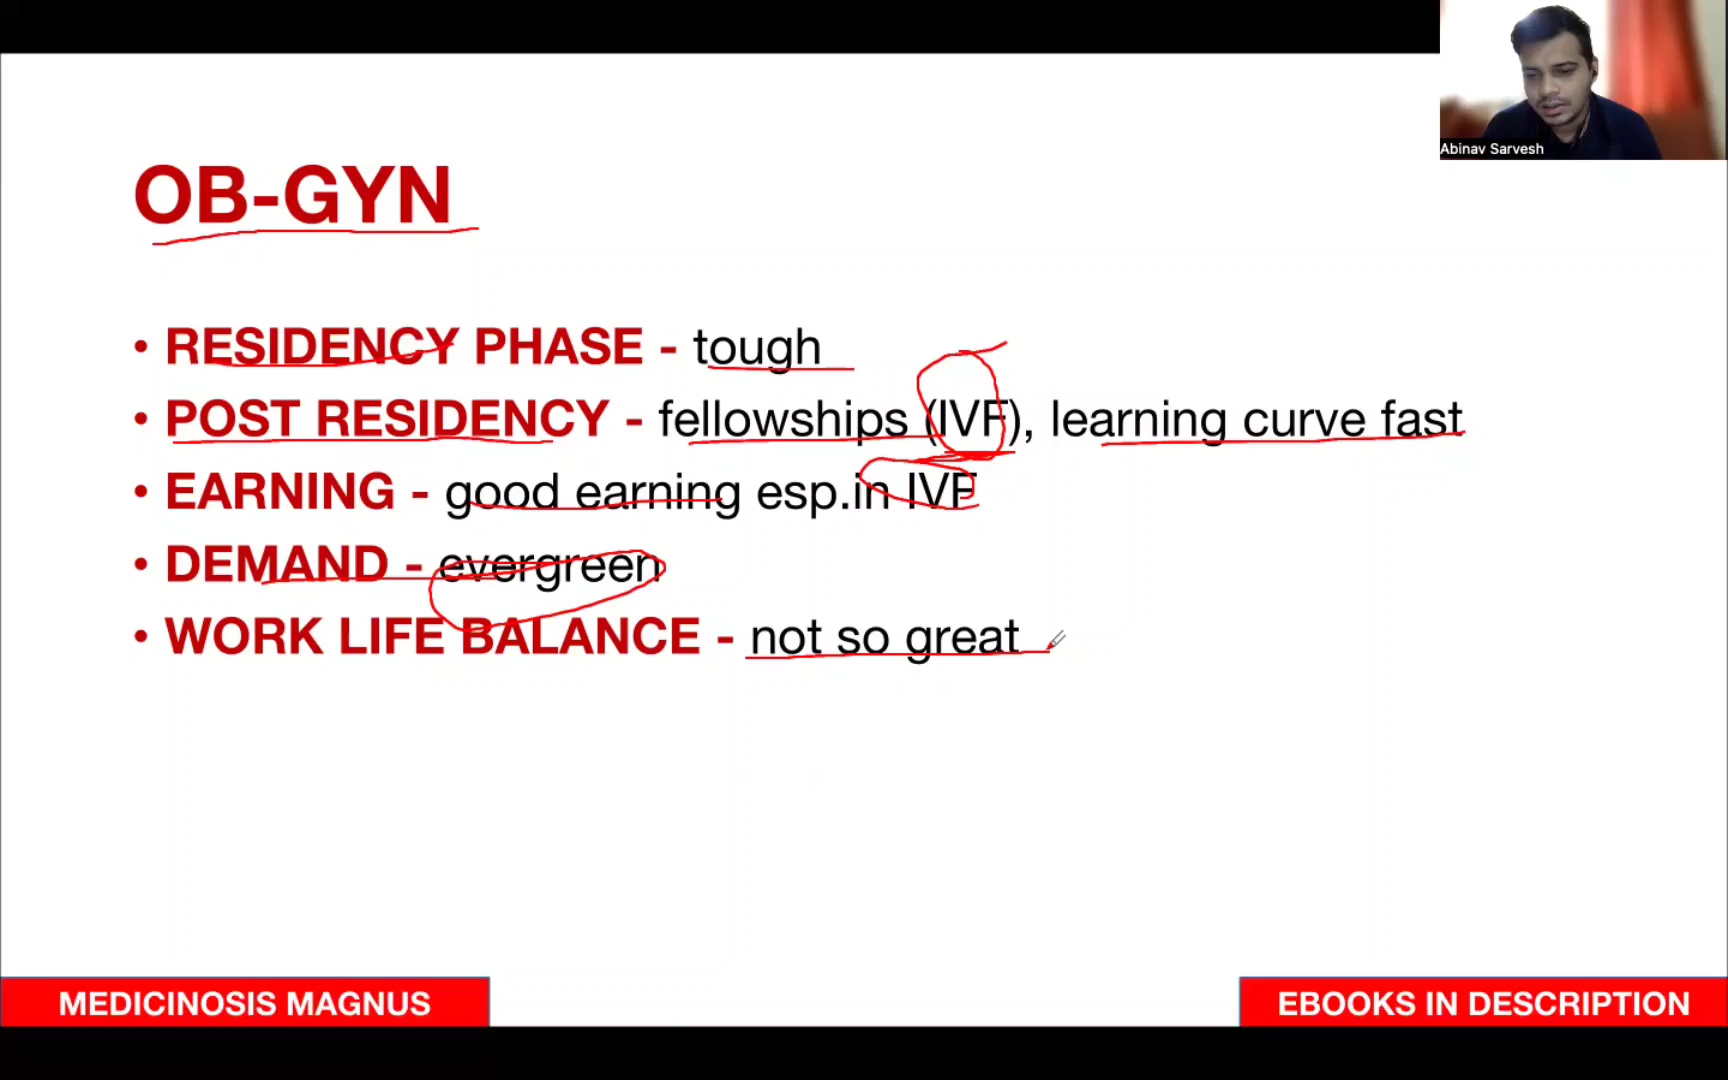 Abinav Sarvesh
OB-GYN
• RESIDENCY PHASE - tough
• POST RESIDENCY - fellowships (IVF), learning curve fast
• EARNING - good earning esp.in IVF
• DEMAND - evergreen
• WORK LIFE BALANCE - not so great
MEDICINOSIS MAGNUS
EBOOKS IN DESCRIPTION